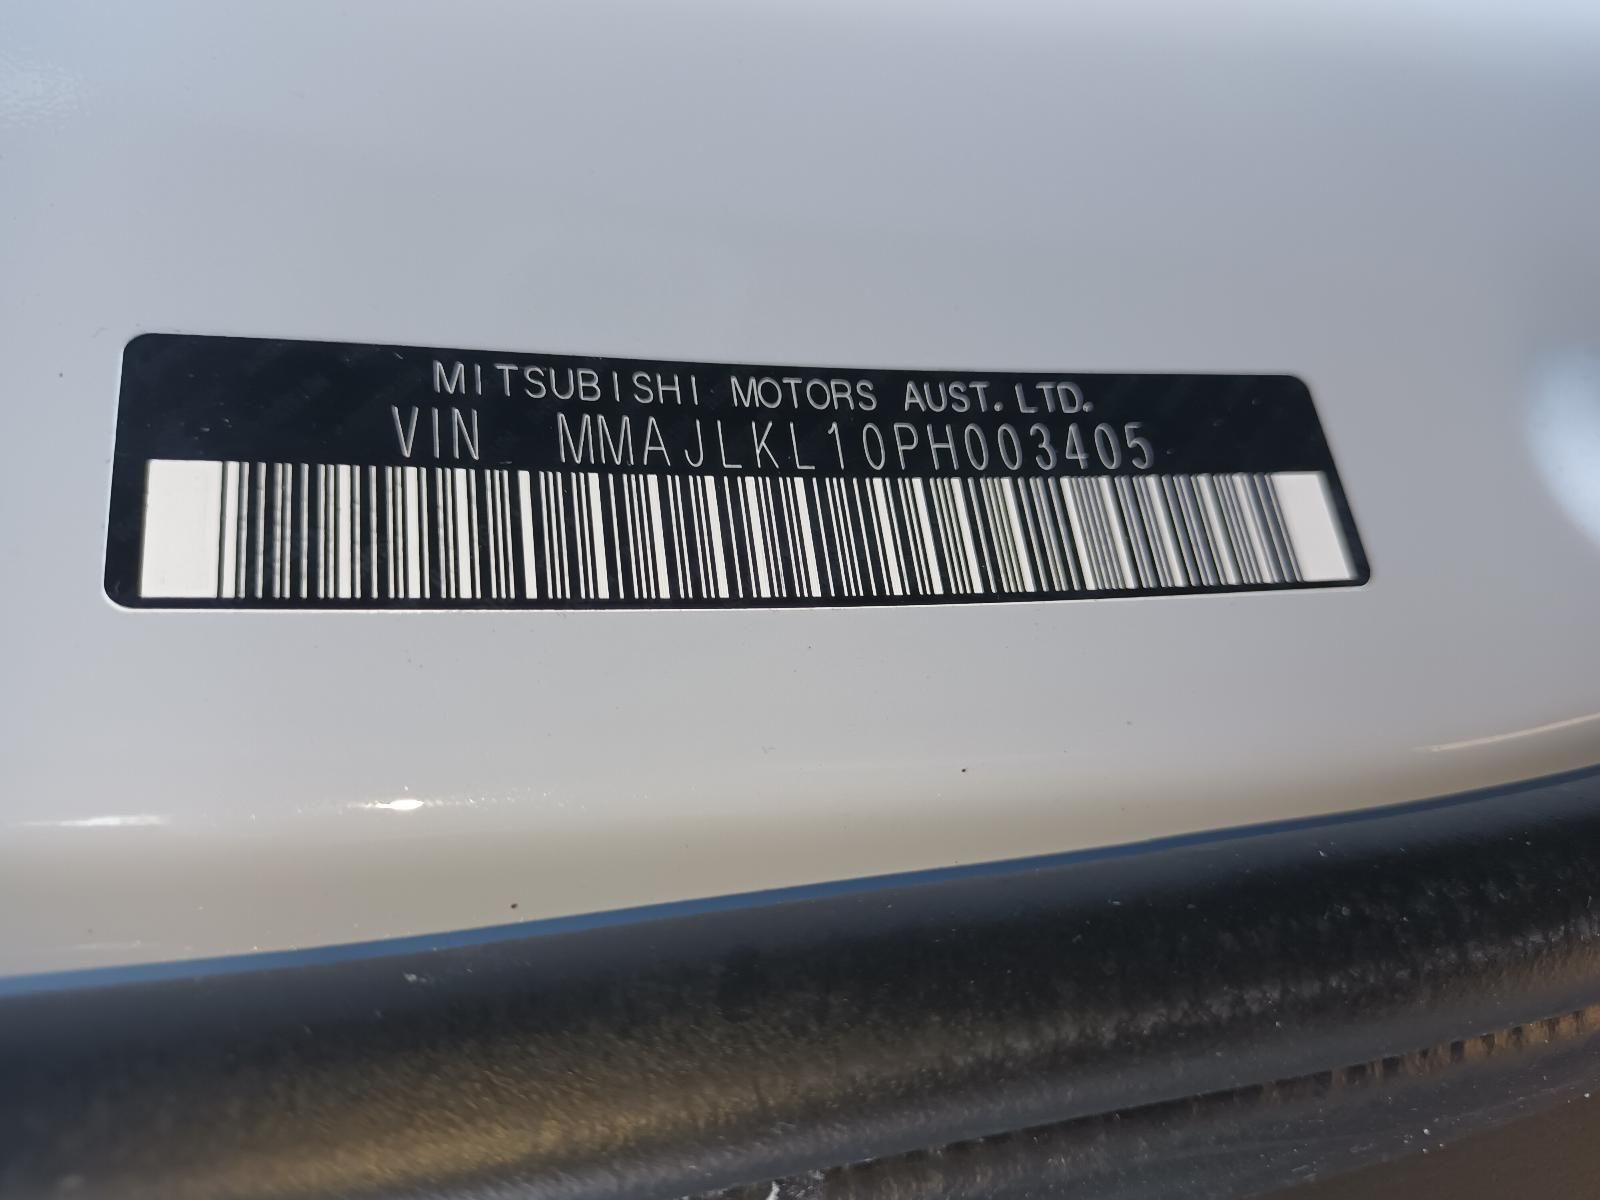 MITSUBISHI MOTORS AUST. LTD.
VIN MMAJLKL10PH003405